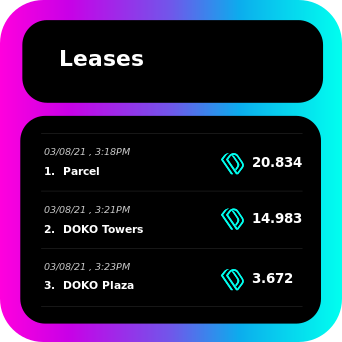 Leases
03/08/21 , 3:18PM
1. Parcel
20.834
03/08/21 , 3:21PM
2. DOKO Towers
14.983
03/08/21 , 3:23PM
3. DOKO Plaza
3.672